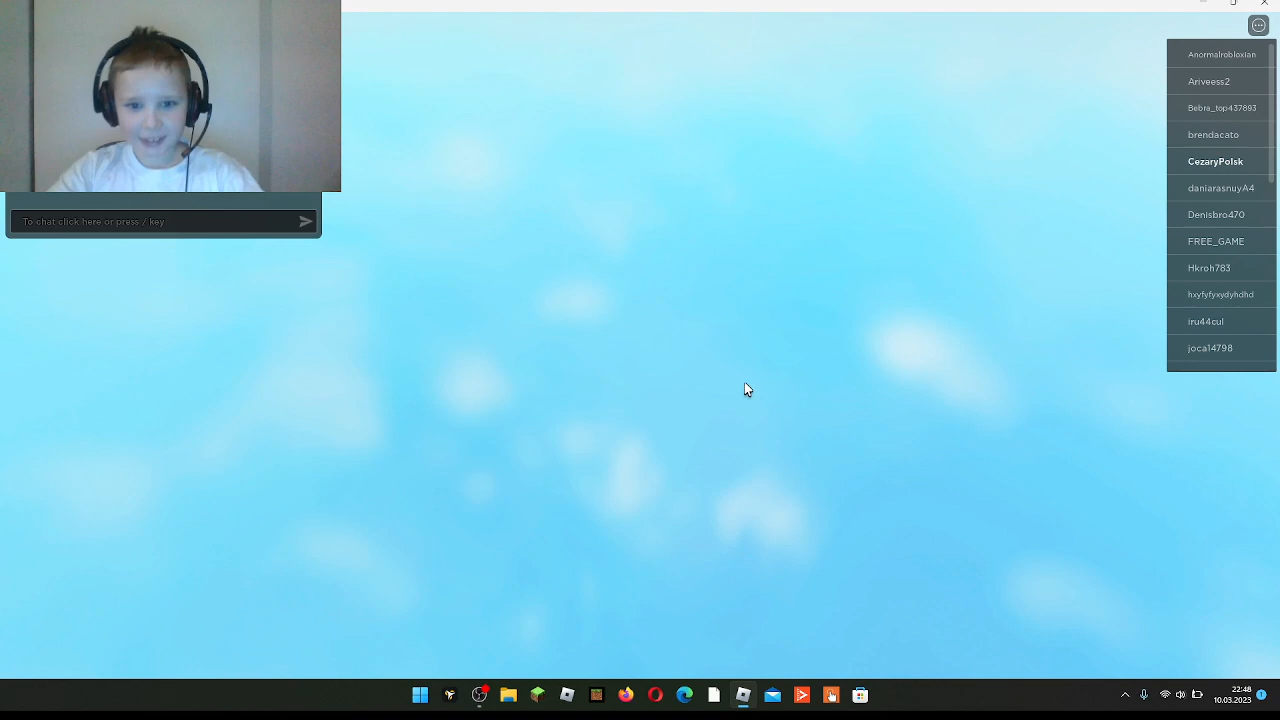 Anormalrobloxian
Ariveess2
Bebra_top437893
brendacato
CezaryPolsk
daniarasnuyA4
Denisbro470
FREE_GAME
Hkroh783
hxyfyfyxydyhdhd
iru44cul
joca14798
To chat click here or press / key
22:48
10.03.2023